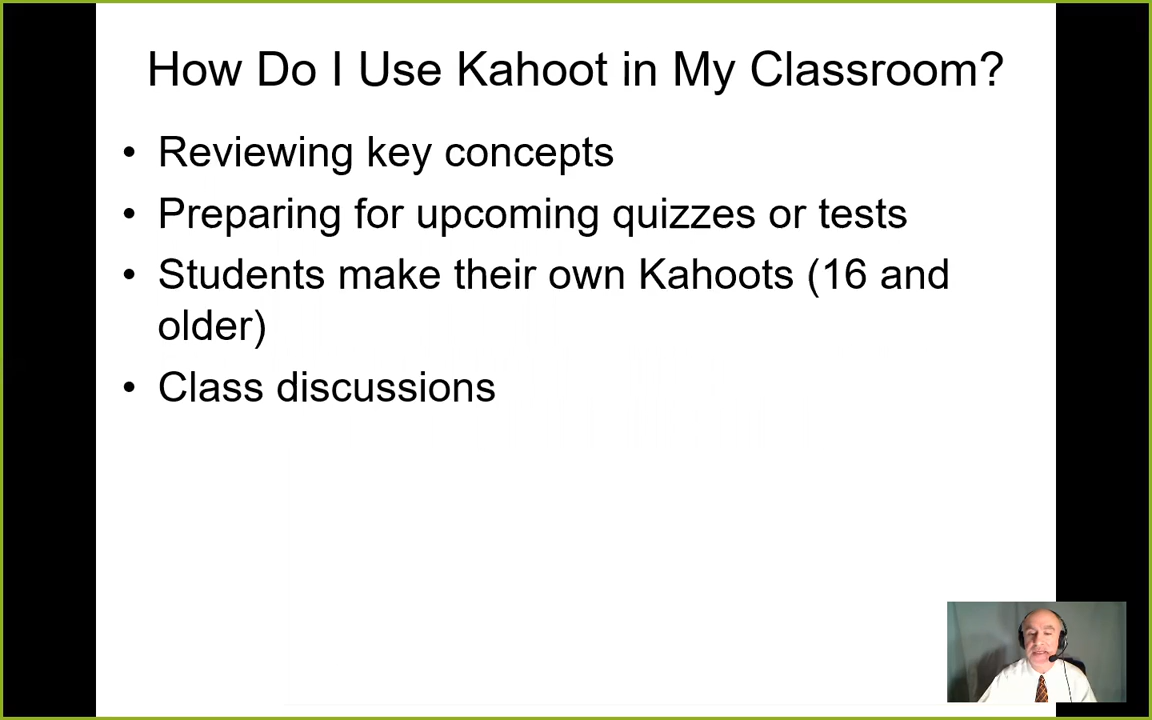 How Do I Use Kahoot in My Classroom?
• Reviewing key concepts
• Preparing for upcoming quizzes or tests
• Students make their own Kahoots (16 and
older)
• Class discussions